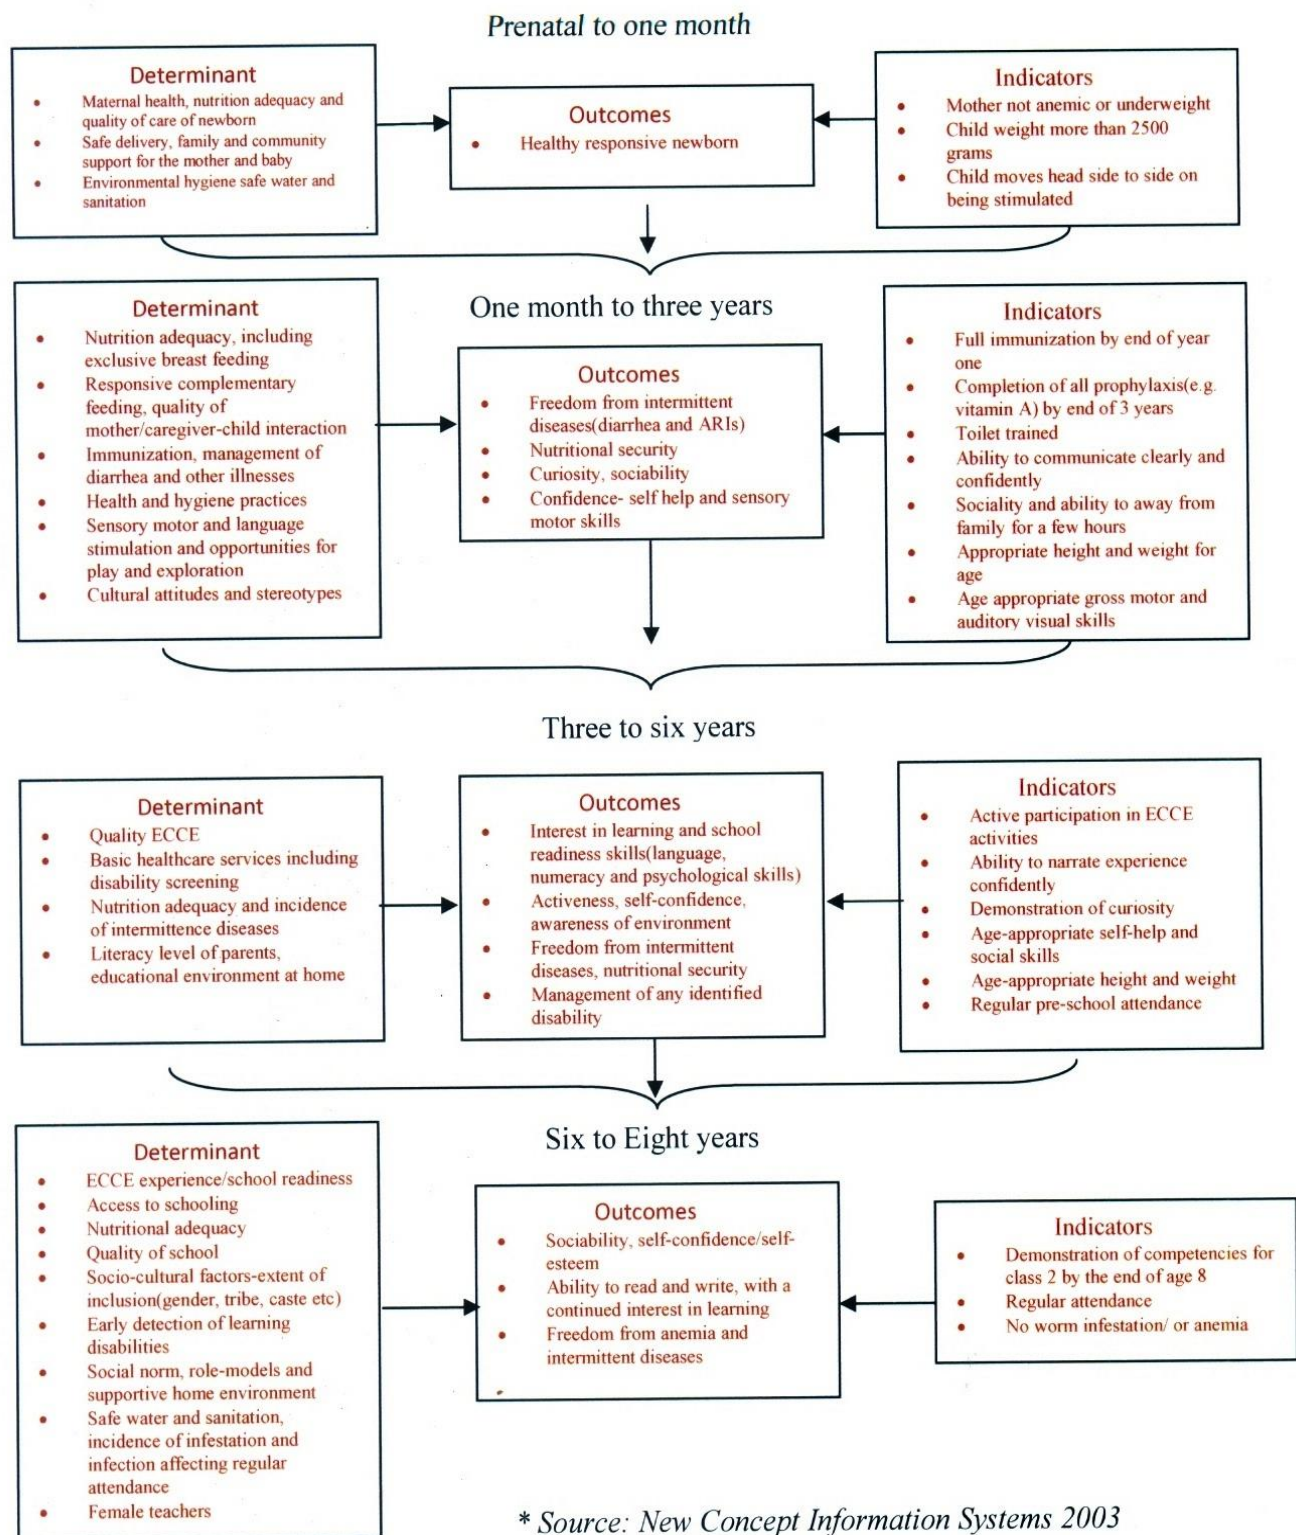 Prenatal to one month
Determinant
• Maternal health, nutrition adequacy and
quality of care of newborn
• Safe delivery, family and community
support for the mother and baby
• Environmental hygiene safe water and
sanitation
Outcomes
• Healthy responsive newborn
Indicators
• Mother not anemic or underweight
• Child weight more than 2500
grams
• Child moves head side to side on
being stimulated
One month to three years
Determinant
• Nutrition adequacy, including
exclusive breast feeding
• Responsive complementary
feeding, quality of
mother/caregiver-child interaction
• Immunization, management of
diarrhea and other illnesses
• Health and hygiene practices
• Sensory motor and language
stimulation and opportunities for
play and exploration
• Cultural attitudes and stereotypes
Outcomes
• Freedom from intermittent
diseases(diarrhea and ARIs)
• Nutritional security
• Curiosity, sociability
• Confidence- self help and sensory
motor skills
Indicators
• Full immunization by end of year
one
• Completion of all prophylaxis(e.g.
vitamin A) by end of 3 years
• Toilet trained
• Ability to communicate clearly and
confidently
• Sociality and ability to away from
family for a few hours
• Appropriate height and weight for
age
• Age appropriate gross motor and
auditory visual skills
Three to six years
Determinant
• Quality ECCE
• Basic healthcare services including
disability screening
• Nutrition adequacy and incidence
of intermittence diseases
• Literacy level of parents,
educational environment at home
Outcomes
• Interest in learning and school
readiness skills(language,
numeracy and psychological skills)
• Activeness, self-confidence,
awareness of environment
• Freedom from intermittent
diseases, nutritional security
• Management of any identified
disability
Indicators
• Active participation in ECCE
activities
• Ability to narrate experience
confidently
• Demonstration of curiosity
• Age-appropriate self-help and
social skills
• Age-appropriate height and weight
• Regular pre-school attendance
Six to Eight years
Determinant
• ECCE experience/school readiness
• Access to schooling
• Nutritional adequacy
• Quality of school
• Socio-cultural factors-extent of
inclusion(gender, tribe, caste etc)
• Early detection of learning
disabilities
• Social norm, role-models and
supportive home environment
• Safe water and sanitation,
incidence of infestation and
infection affecting regular
attendance
• Female teachers
Outcomes
• Sociability, self-confidence/self-
esteem
• Ability to read and write, with a
continued interest in learning
• Freedom from anemia and
intermittent diseases
Indicators
• Demonstration of competencies for
class 2 by the end of age 8
• Regular attendance
• No worm infestation/ or anemia
* Source: New Concept Information Systems 2003